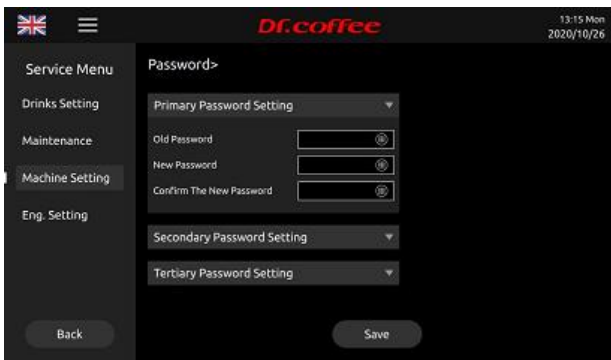 Dr.coffee
13:15 Mon
2020/10/26
Service Menu
Drinks Setting
Maintenance
Machine Setting
Eng. Setting
Back
Password>
Primary Password Setting
Old Password
New Password
Confirm The New Password
Secondary Password Setting
Tertiary Password Setting
Save